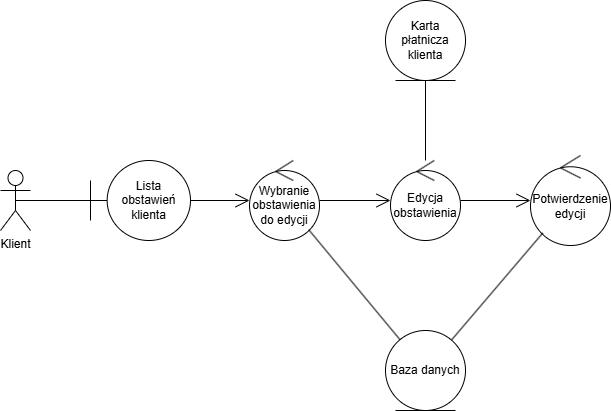 Karta
płatnicza
klienta
Klient
Lista
obstawień
klienta
Wybranie
obstawienia
do edycji
Edycja
obstawienia
Potwierdzenie
edycji
Baza danych